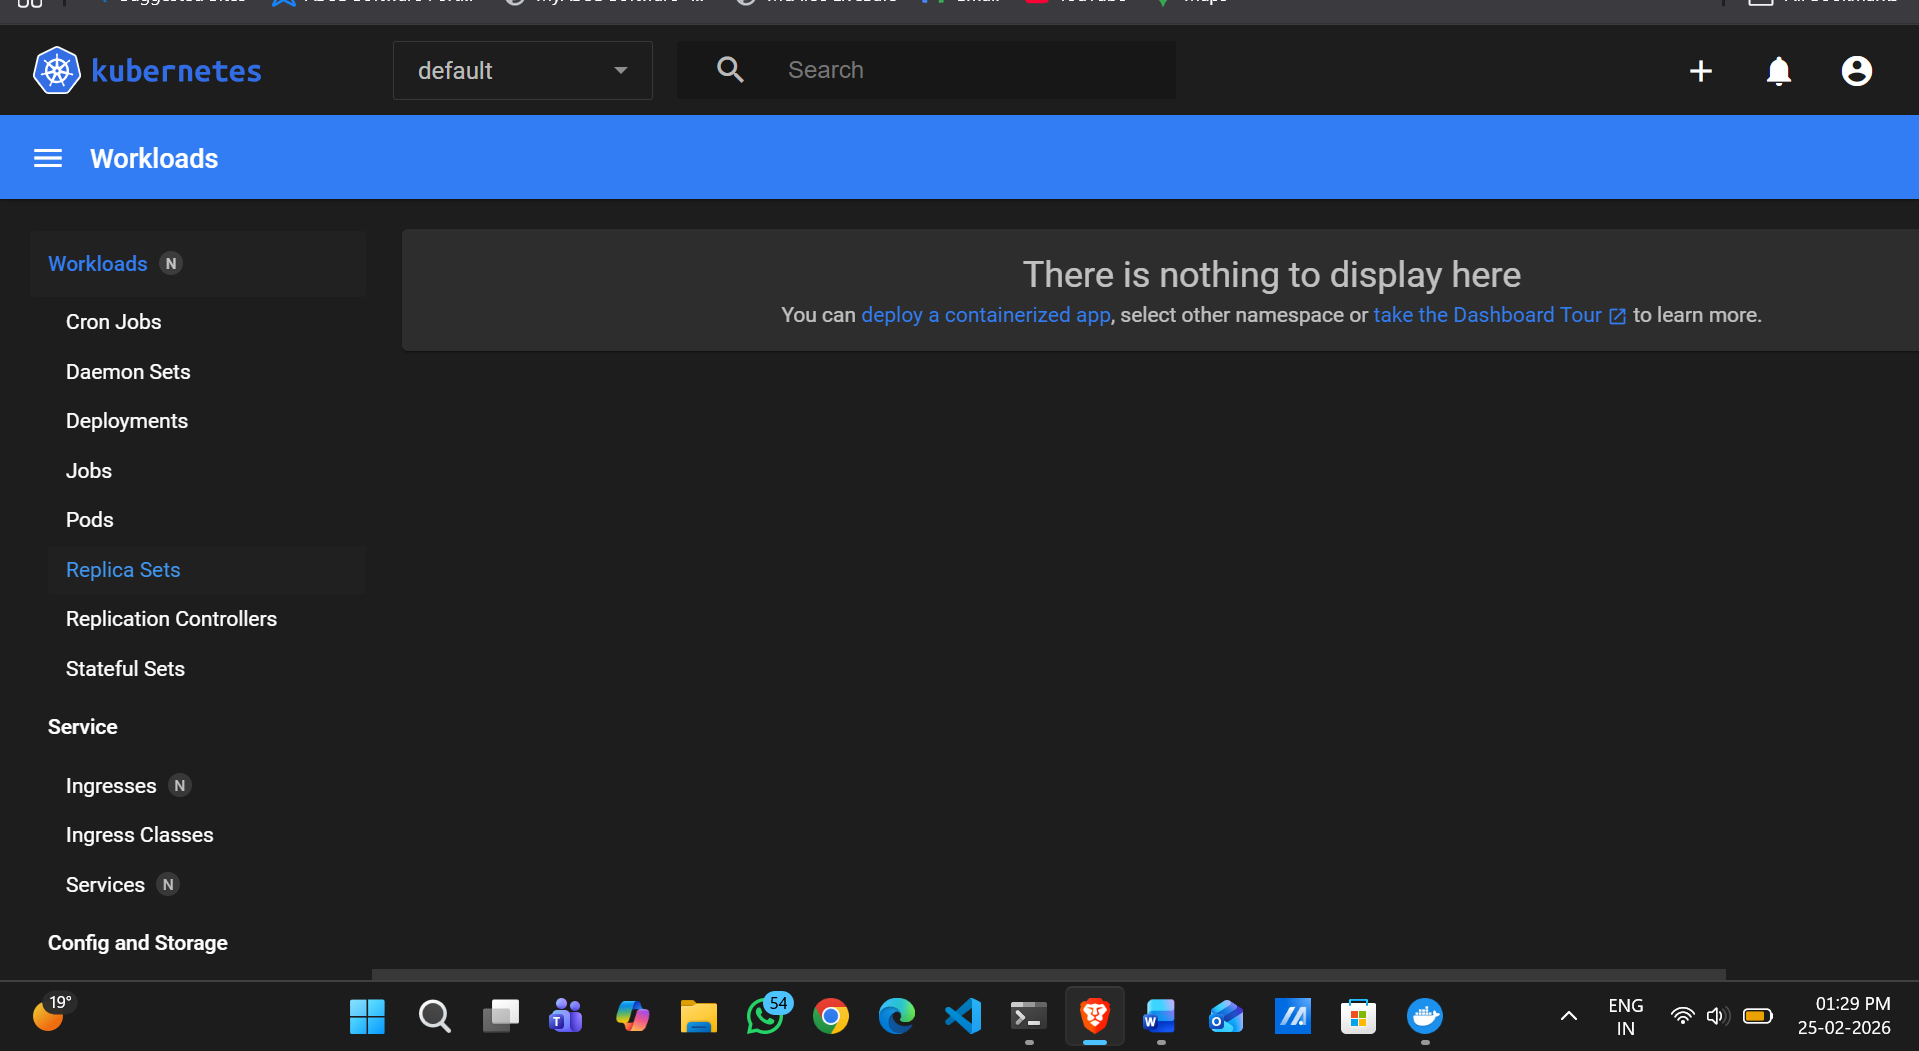 kubernetes
default
Search
Workloads
Workloads N
Cron Jobs
Daemon Sets
Deployments
Jobs
Pods
Replica Sets
Replication Controllers
Stateful Sets
Service
Ingresses N
Ingress Classes
Services N
Config and Storage
There is nothing to display here
You can deploy a containerized app, select other namespace or take the Dashboard Tour to learn more.
19°
54
ENG
IN
01:29 PM
25-02-2026